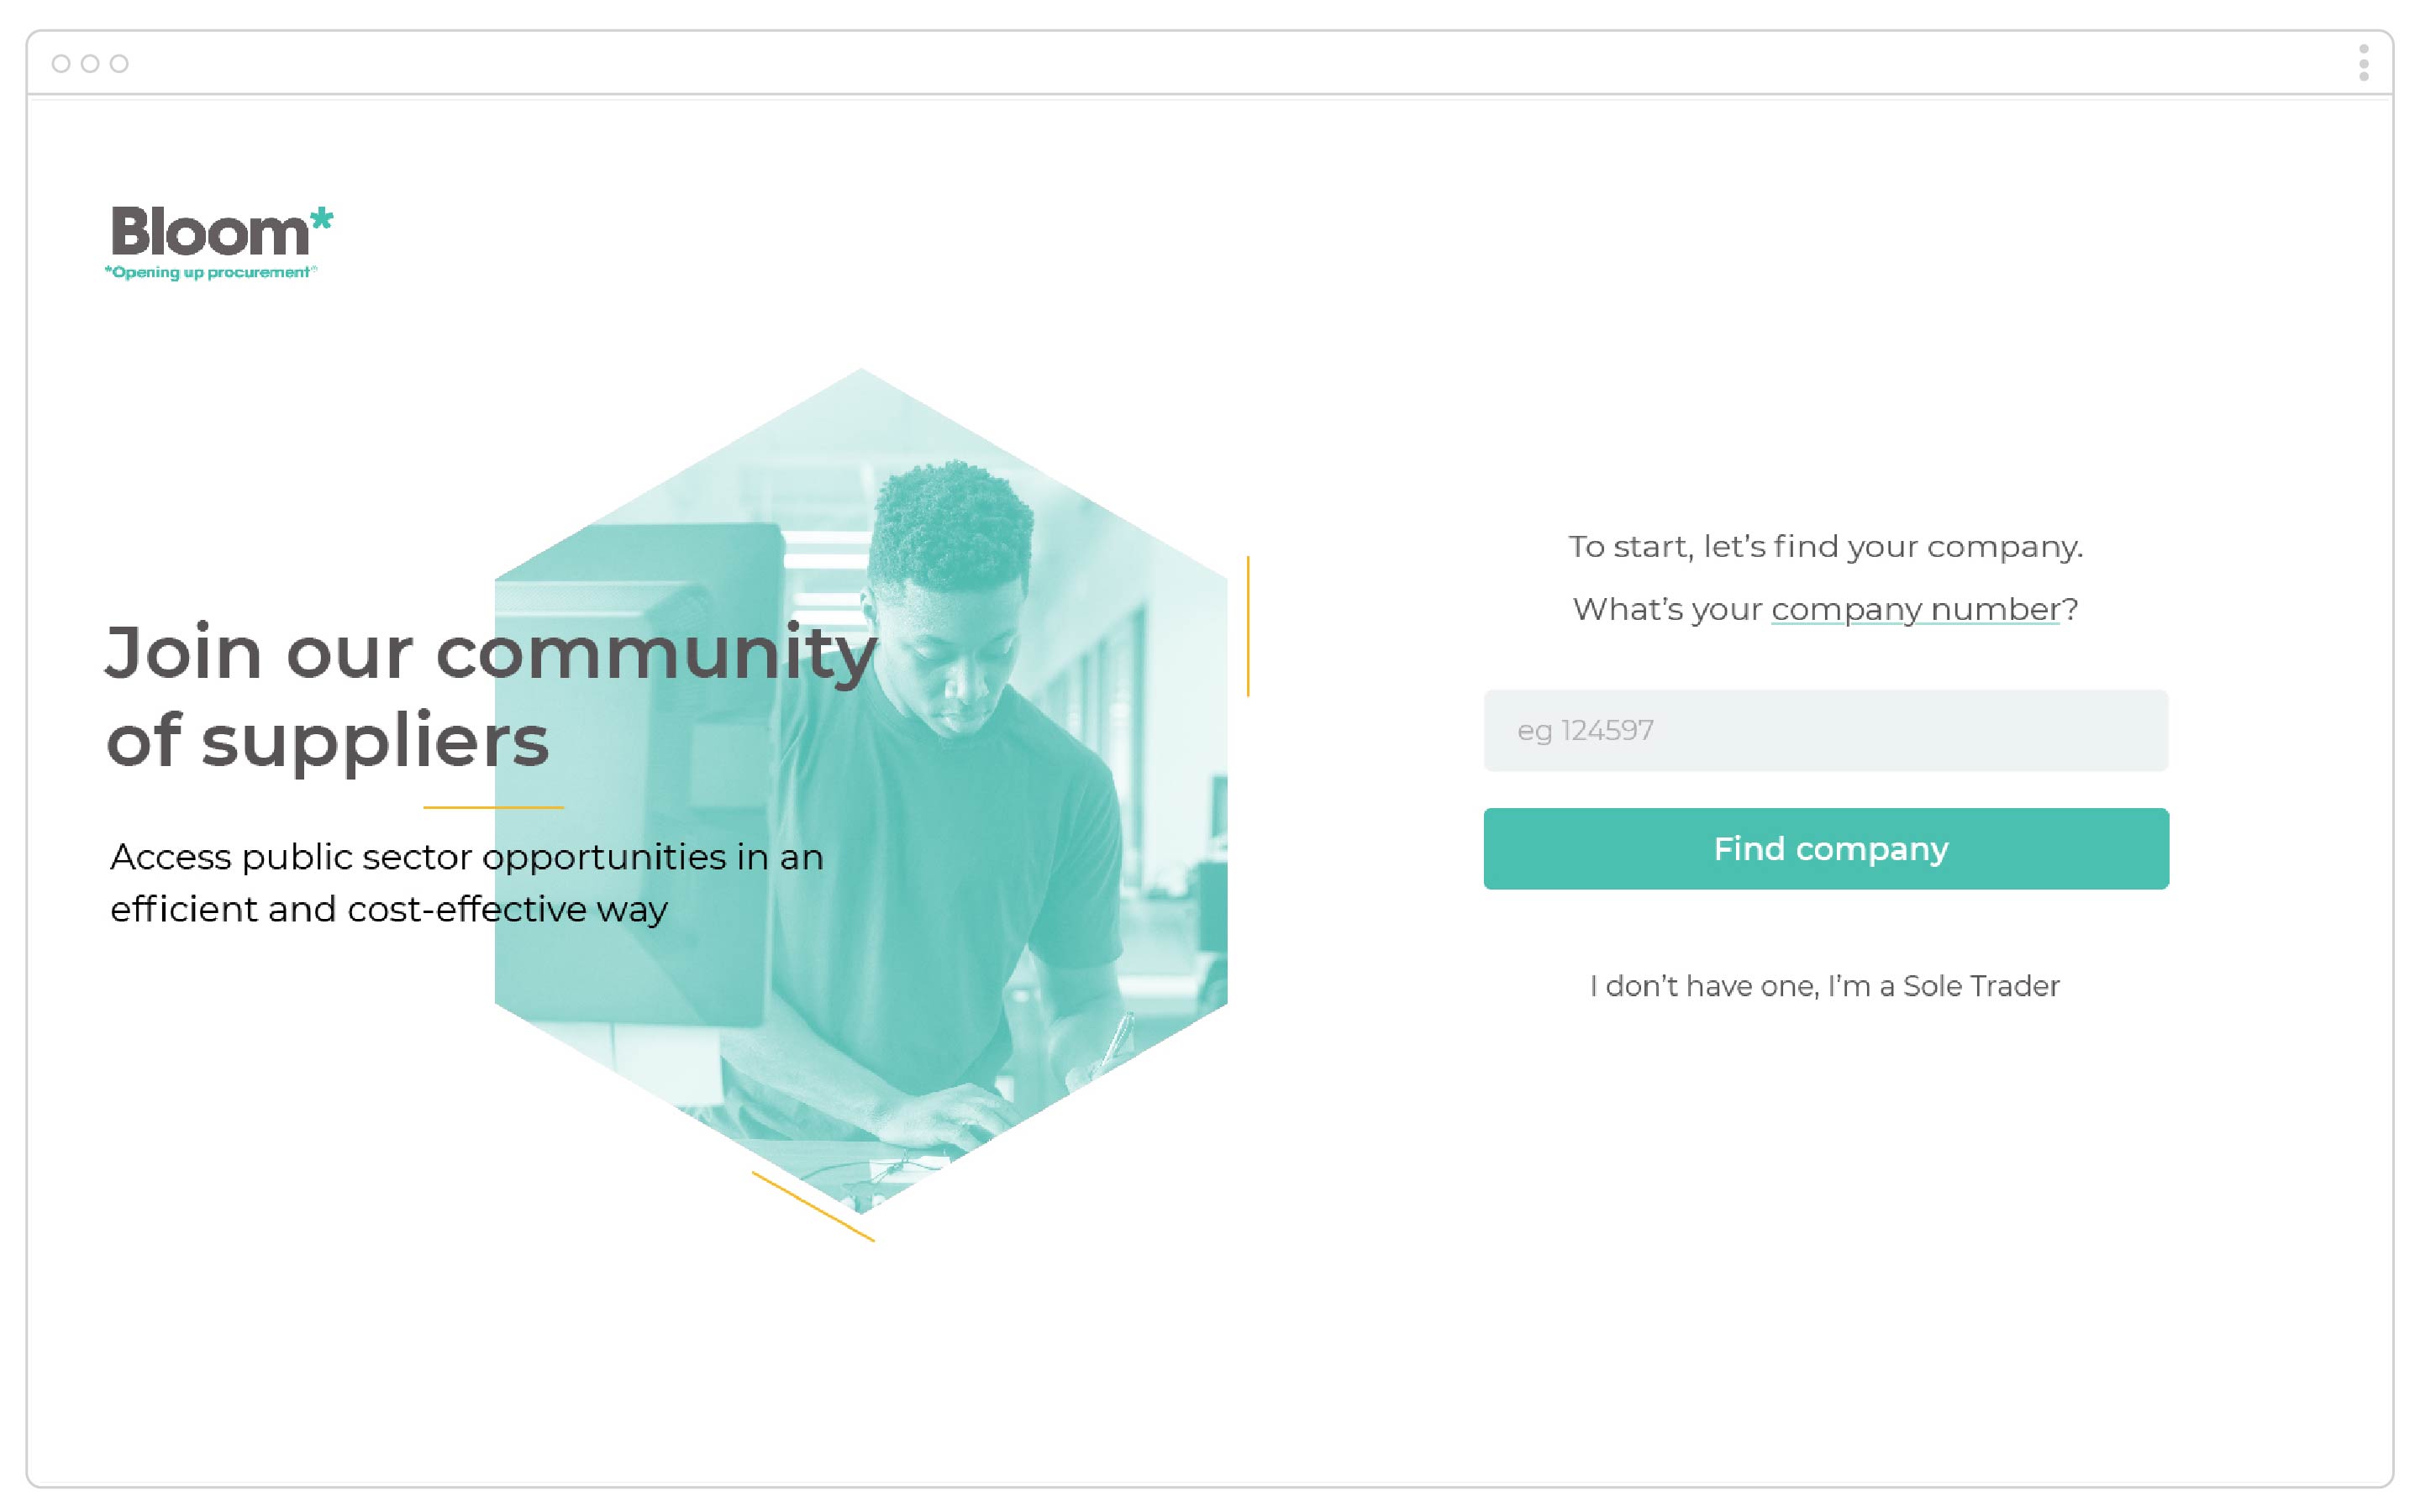 Bloom*
*Opening up procurement®
Join our community
of suppliers
Access public sector opportunities in an
efficient and cost-effective way
To start, let’s find your company.
What’s your company number?
eg 124597
Find company
I don’t have one, I’m a Sole Trader